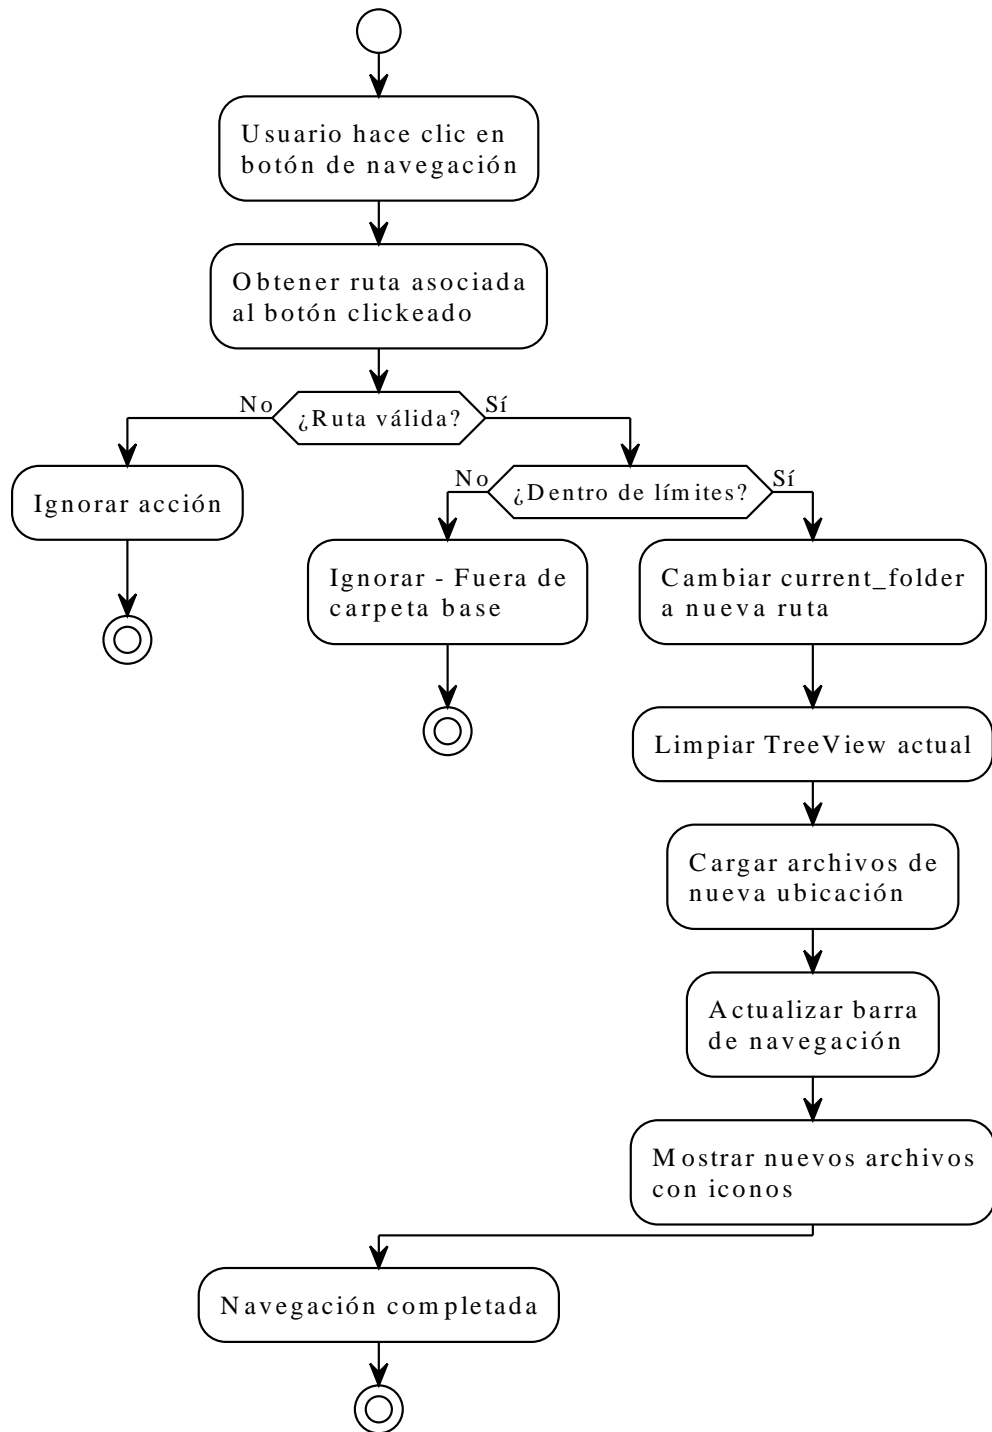 Usuario hace clic en
botón de navegación
Obtener ruta asociada
al botón clickeado
No
¿Ruta válida?
Sí
Ignorar acción
No
¿Dentro de límites?
Sí
Ignorar - Fuera de
carpeta base
Cambiar current_folder
a nueva ruta
Limpiar TreeView actual
Cargar archivos de
nueva ubicación
Actualizar barra
de navegación
Mostrar nuevos archivos
con iconos
Navegación completada